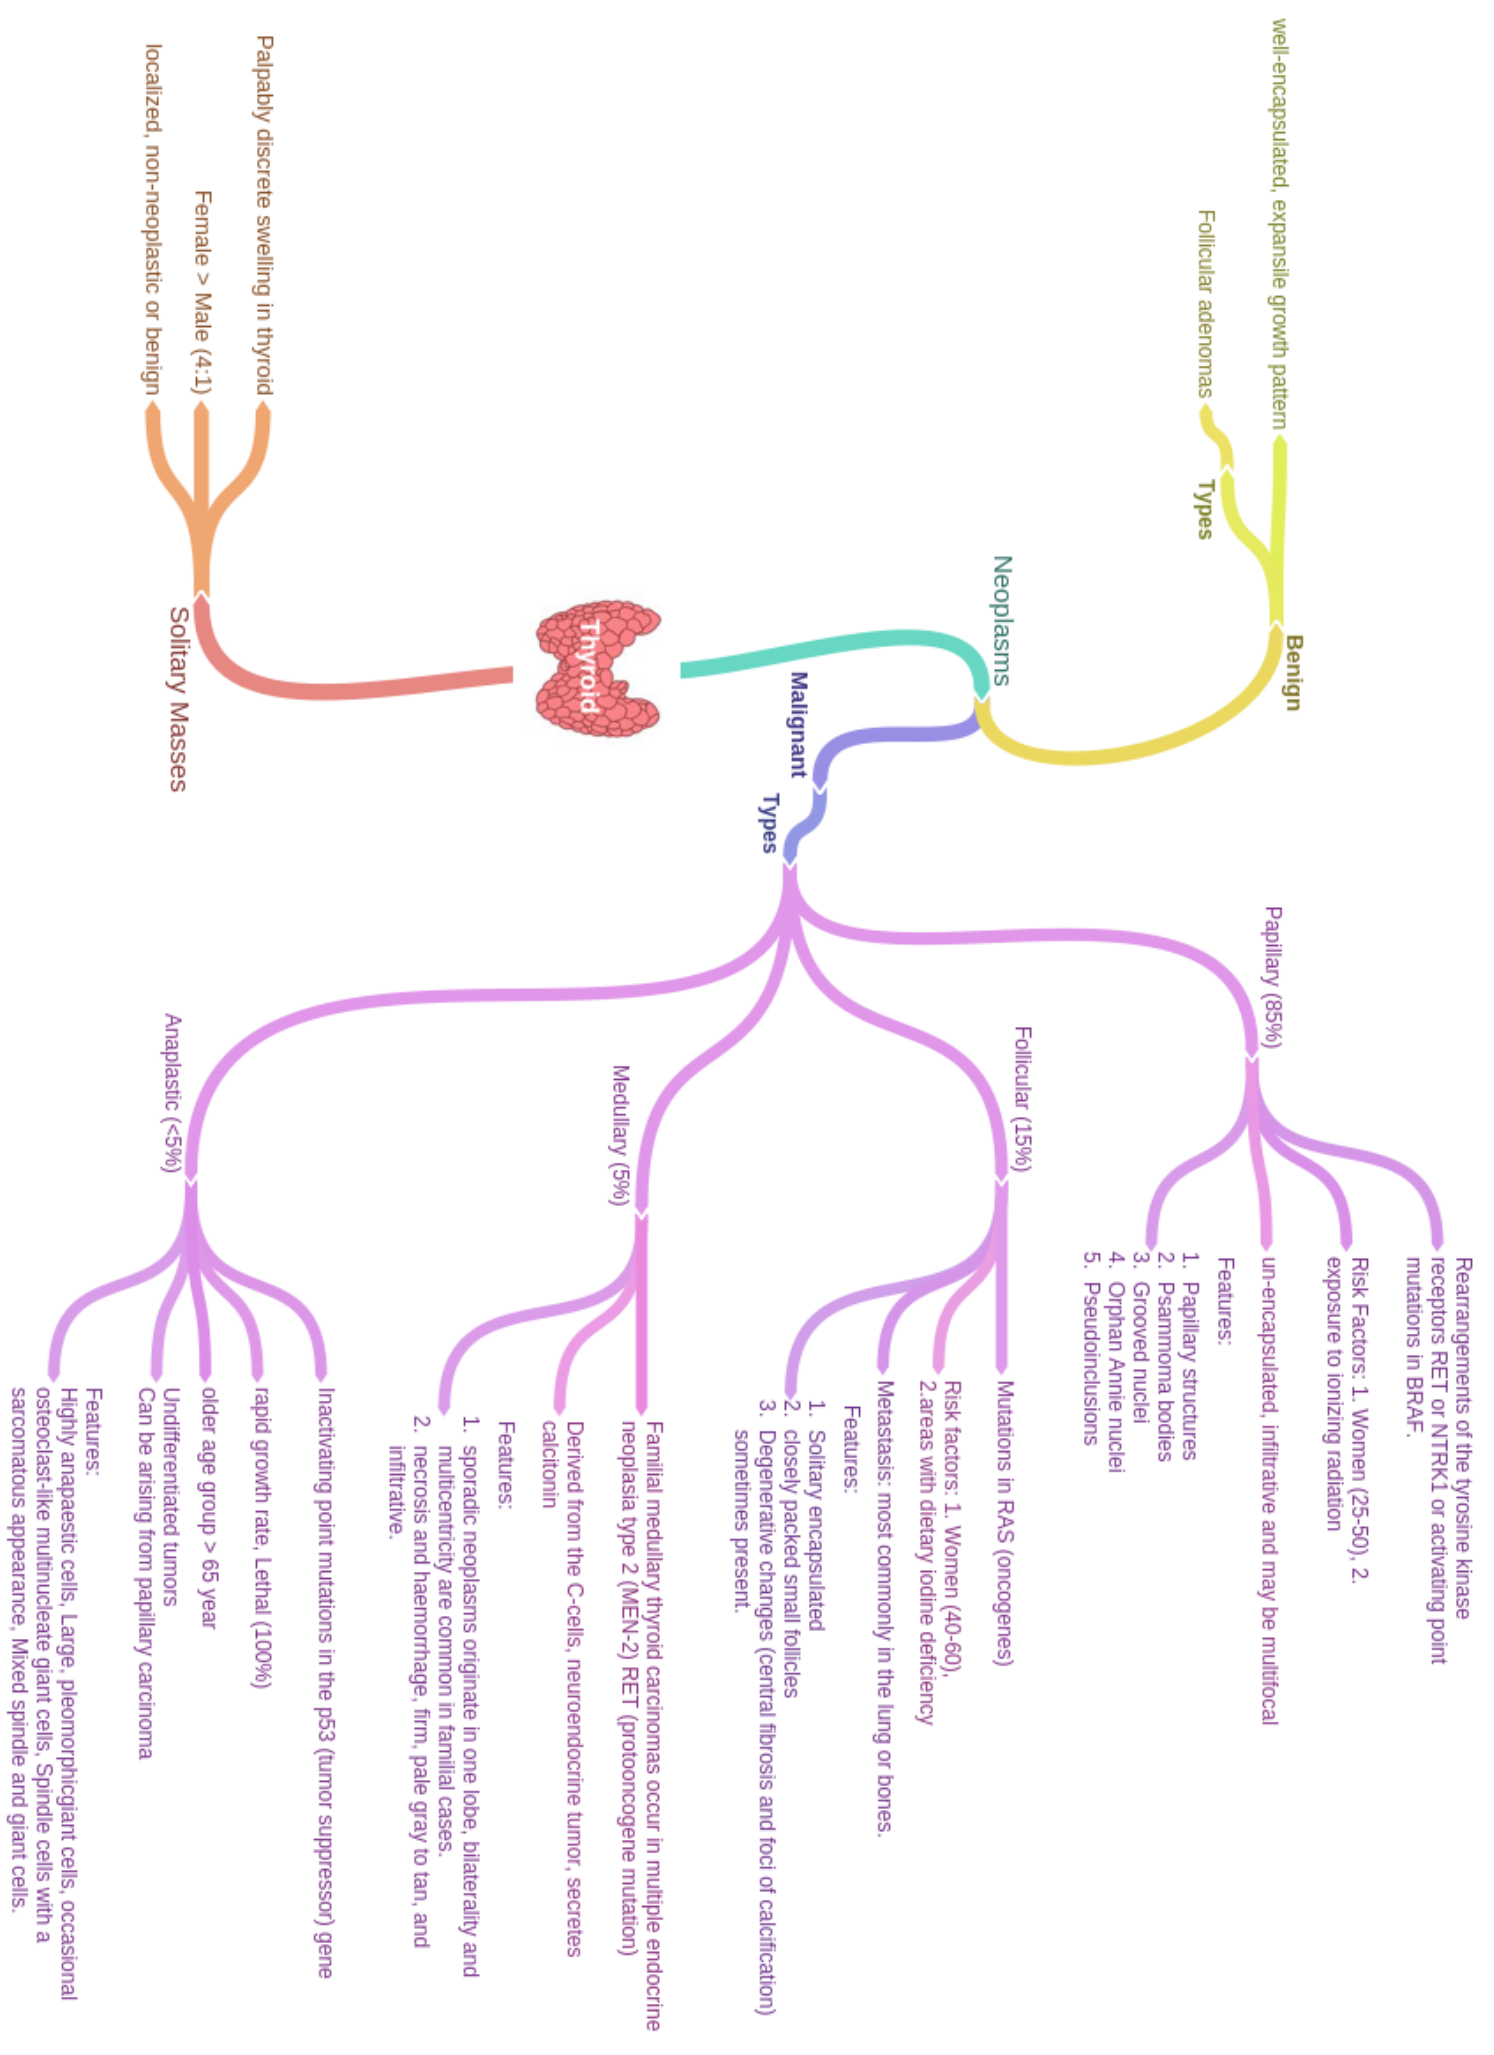 Thyroid
Neoplasms
Benign
well-encapsulated, expansile growth pattern
Types
Follicular adenomas
Malignant
Types
Papillary (85%)
Rearrangements of the tyrosine kinase
receptors RET or NTRK1 or activating point
mutations in BRAF.
Risk Factors: 1. Women (25-50), 2.
exposure to ionizing radiation
un-encapsulated, infiltrative and may be multifocal
Features:
1. Papillary structures
2. Psammoma bodies
3. Grooved nuclei
4. Orphan Annie nuclei
5. Pseudoinclusions
Follicular (15%)
Mutations in RAS (oncogenes)
Risk factors: 1. Women (40-60),
2.areas with dietary iodine deficiency
Metastasis: most commonly in the lung or bones.
Features:
1. Solitary encapsulated
2. closely packed small follicles
3. Degenerative changes (central fibrosis and foci of calcification)
sometimes present.
Medullary (5%)
Familial medullary thyroid carcinomas occur in multiple endocrine
neoplasia type 2 (MEN-2) RET (protooncogene mutation)
Derived from the C-cells, neuroendocrine tumor, secretes
calcitonin
Features:
1. sporadic neoplasms originate in one lobe, bilaterality and
multicentricity are common in familial cases.
2. necrosis and haemorrhage, firm, pale gray to tan, and
infiltrative.
Anaplastic (<5%)
Inactivating point mutations in the p53 (tumor suppressor) gene
rapid growth rate, Lethal (100%)
older age group > 65 year
Undifferentiated tumors
Can be arising from papillary carcinoma
Features:
Highly anapaestic cells, Large, pleomorphicgiant cells, occasional
osteoclast-like multinucleate giant cells, Spindle cells with a
sarcomatous appearance, Mixed spindle and giant cells.
Solitary Masses
Palpably discrete swelling in thyroid
Female > Male (4:1)
localized, non-neoplastic or benign